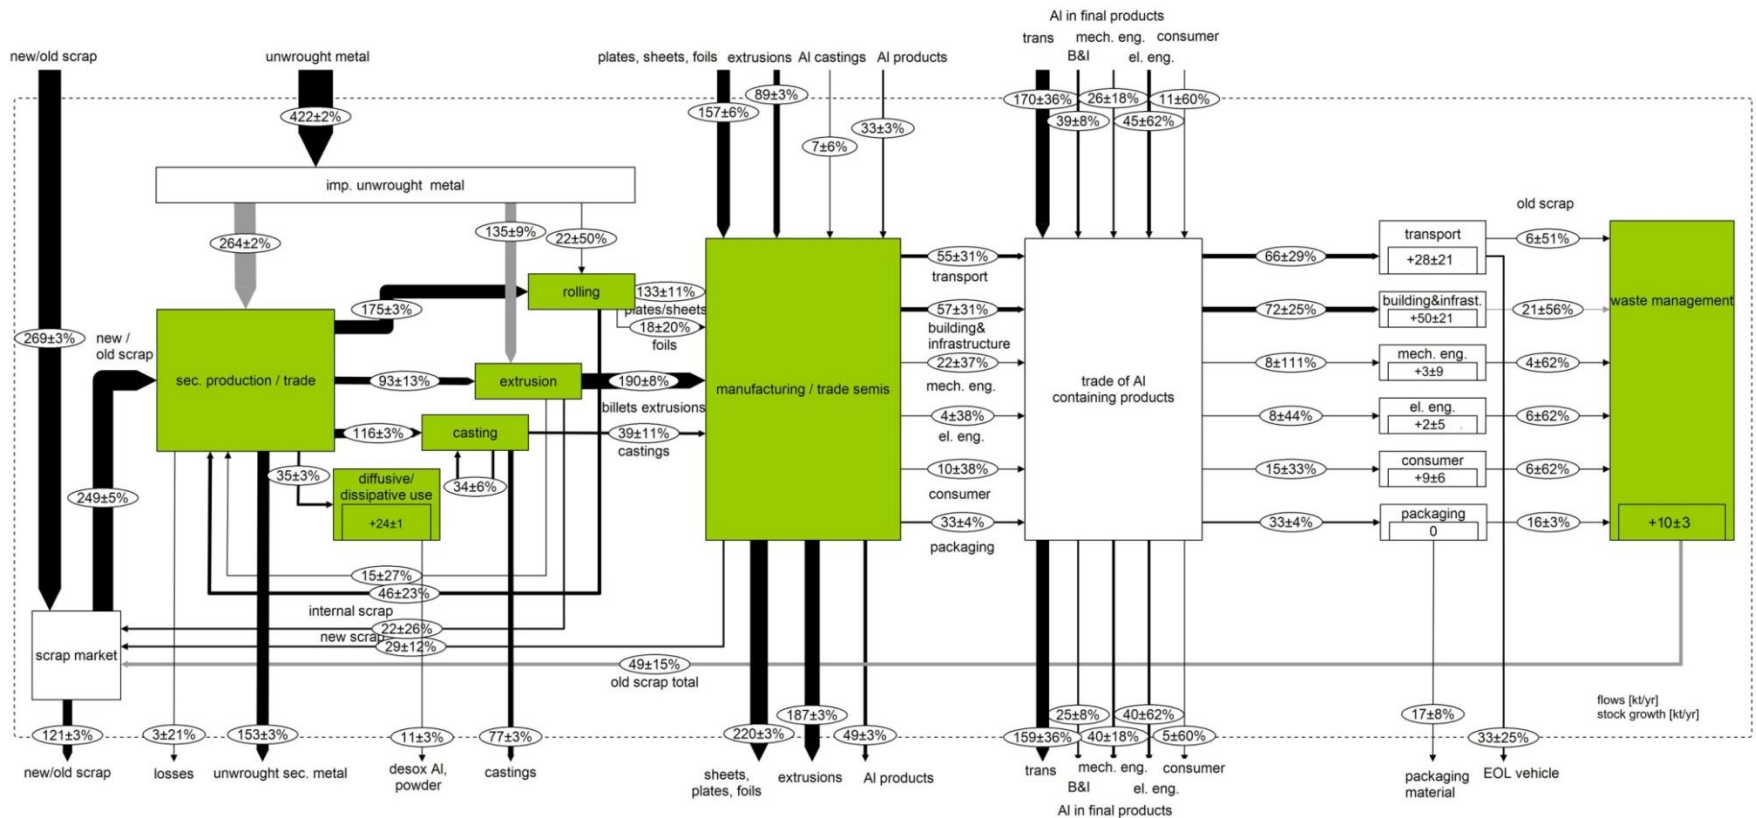 Al in final products
trans
mech. eng.
consumer
B&I
el. eng.
new/old scrap
unwrought metal
plates, sheets, foils
extrusions
Al castings
Al products
422±2%
157±6%
89±3%
7±6%
33±3%
170±36%
39±8%
26±18%
45±62%
11±60%
imp. unwrought metal
264±2%
135±9%
22±50%
269±3%
new /
old scrap
175±3%
rolling
133±11%
plates/sheets
18±20%
foils
sec. production / trade
93±13%
extrusion
190±8%
billets extrusions
116±3%
casting
39±11%
castings
35±3%
34±6%
diffusive/
dissipative use
+24±1
249±5%
manufacturing / trade semis
55±31%
transport
57±31%
building&
infrastructure
22±37%
mech. eng.
4±38%
el. eng.
10±38%
consumer
33±4%
packaging
trade of Al
containing products
66±29%
72±25%
8±111%
8±44%
15±33%
33±4%
transport
+28±21
building&infrast.
+50±21
mech. eng.
+3±9
el. eng.
+2±5
consumer
+9±6
packaging
0
old scrap
6±51%
21±56%
4±62%
6±62%
6±62%
16±3%
waste management
+10±3
15±27%
46±23%
internal scrap
22±26%
new scrap
29±12%
scrap market
49±15%
old scrap total
flows [kt/yr]
stock growth [kt/yr]
121±3%
3±21%
153±3%
11±3%
77±3%
220±3%
187±3%
49±3%
159±36%
25±8%
40±18%
40±62%
5±60%
17±8%
33±25%
new/old scrap
losses
unwrought sec. metal
desox Al,
powder
castings
sheets,
plates, foils
extrusions
Al products
trans
mech. eng.
consumer
B&I
el. eng.
Al in final products
packaging
material
EOL vehicle